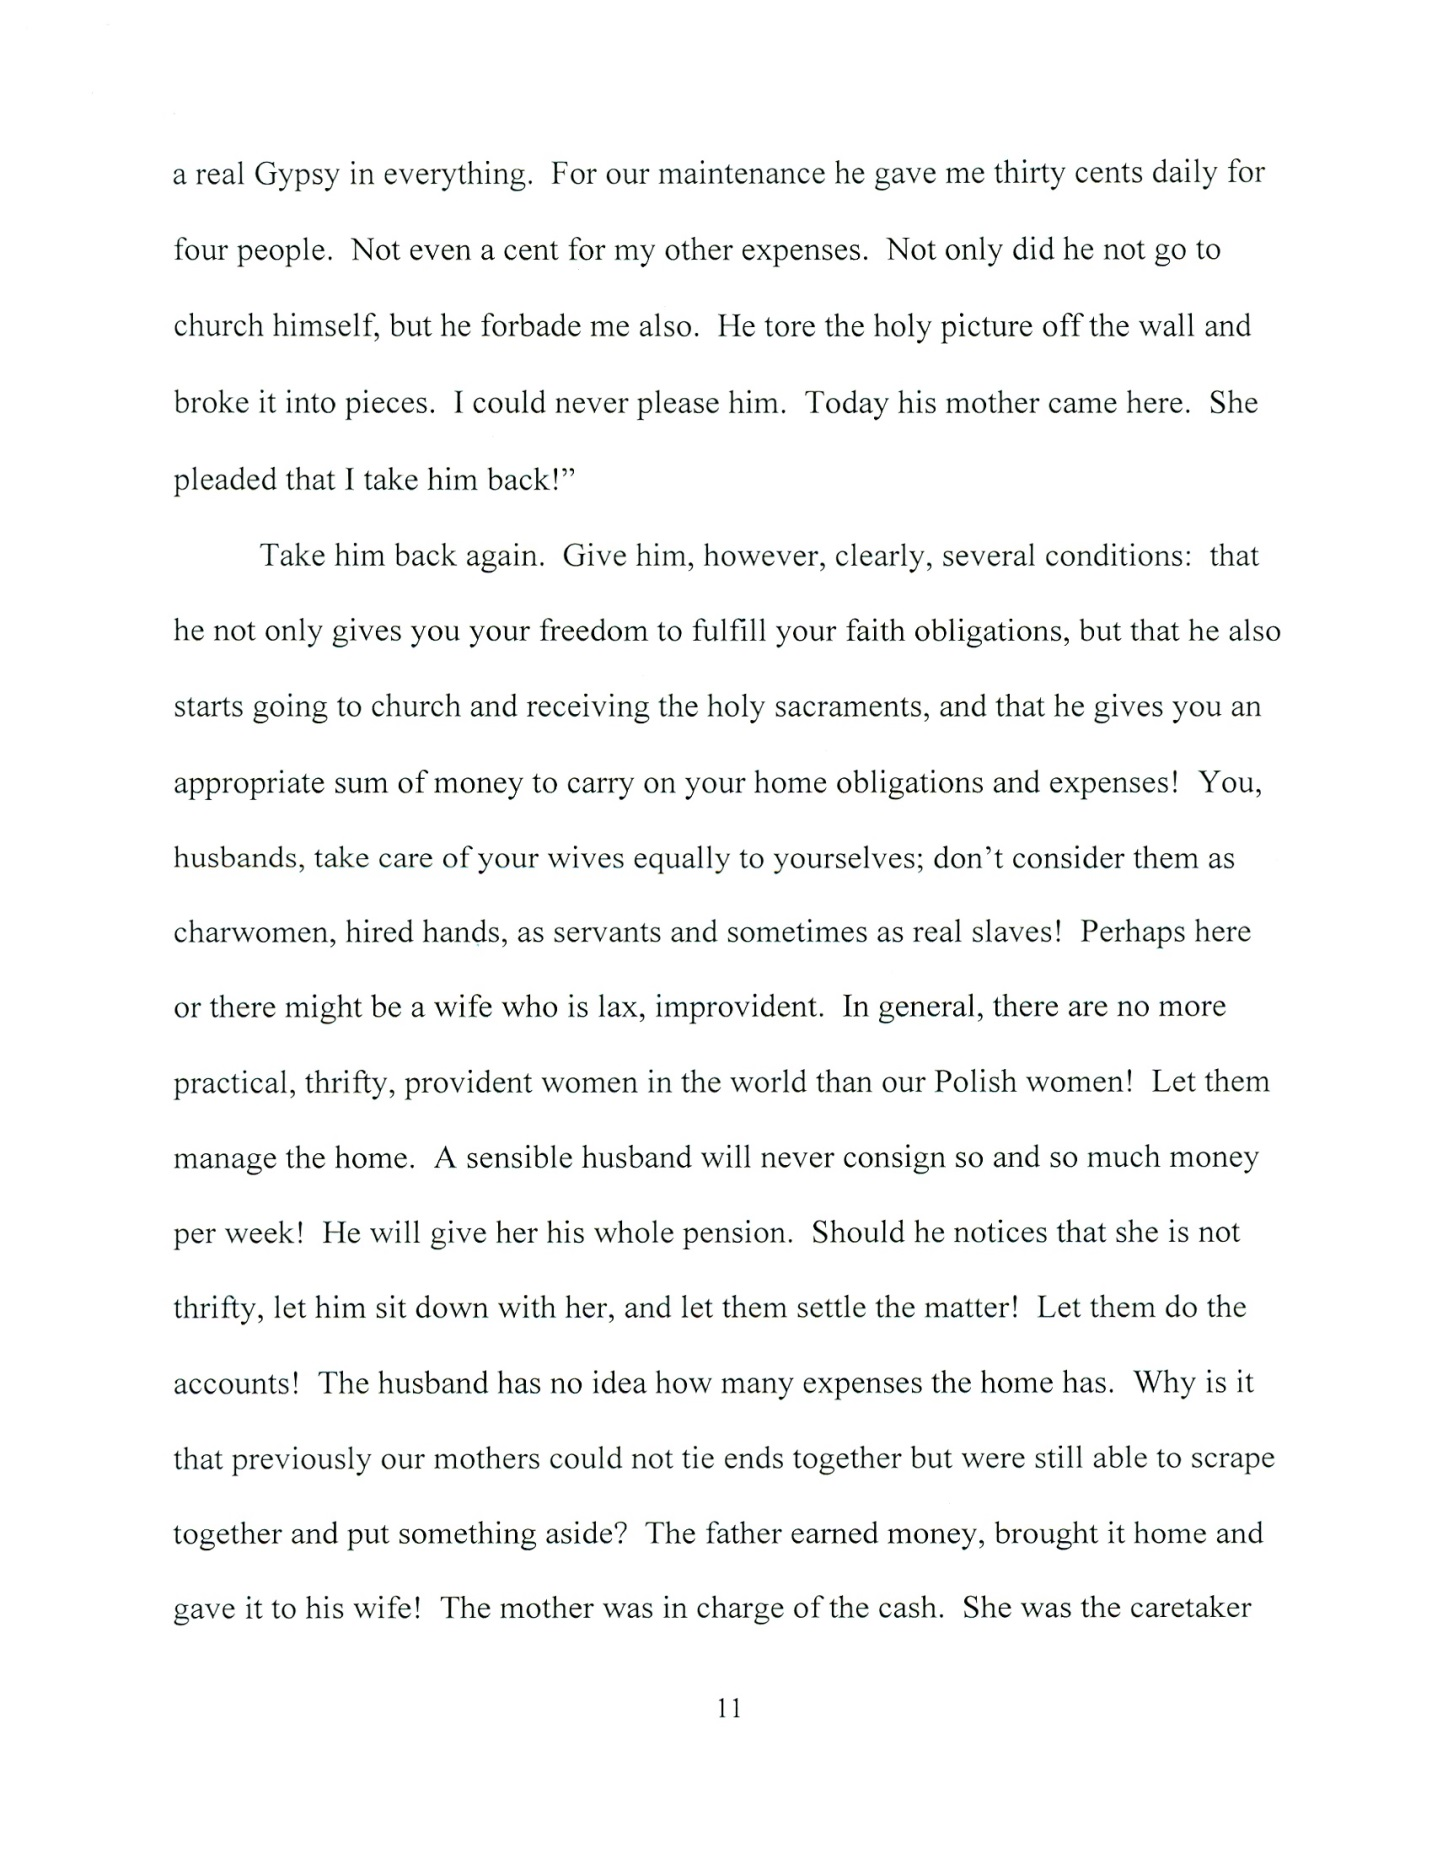 a real Gypsy in everything.  For our maintenance he gave me thirty cents daily for
four people.  Not even a cent for my other expenses.  Not only did he not go to
church himself, but he forbade me also.  He tore the holy picture off the wall and
broke it into pieces.  I could never please him.  Today his mother came here.  She
pleaded that I take him back!”
Take him back again.  Give him, however, clearly, several conditions:  that
he not only gives you your freedom to fulfill your faith obligations, but that he also
starts going to church and receiving the holy sacraments, and that he gives you an
appropriate sum of money to carry on your home obligations and expenses!  You,
husbands, take care of your wives equally to yourselves; don’t consider them as
charwomen, hired hands, as servants and sometimes as real slaves!  Perhaps here
or there might be a wife who is lax, improvident.  In general, there are no more
practical, thrifty, provident women in the world than our Polish women!  Let them
manage the home.  A sensible husband will never consign so and so much money
per week!  He will give her his whole pension.  Should he notices that she is not
thrifty, let him sit down with her, and let them settle the matter!  Let them do the
accounts!  The husband has no idea how many expenses the home has.  Why is it
that previously our mothers could not tie ends together but were still able to scrape
together and put something aside?  The father earned money, brought it home and
gave it to his wife!  The mother was in charge of the cash.  She was the caretaker
11